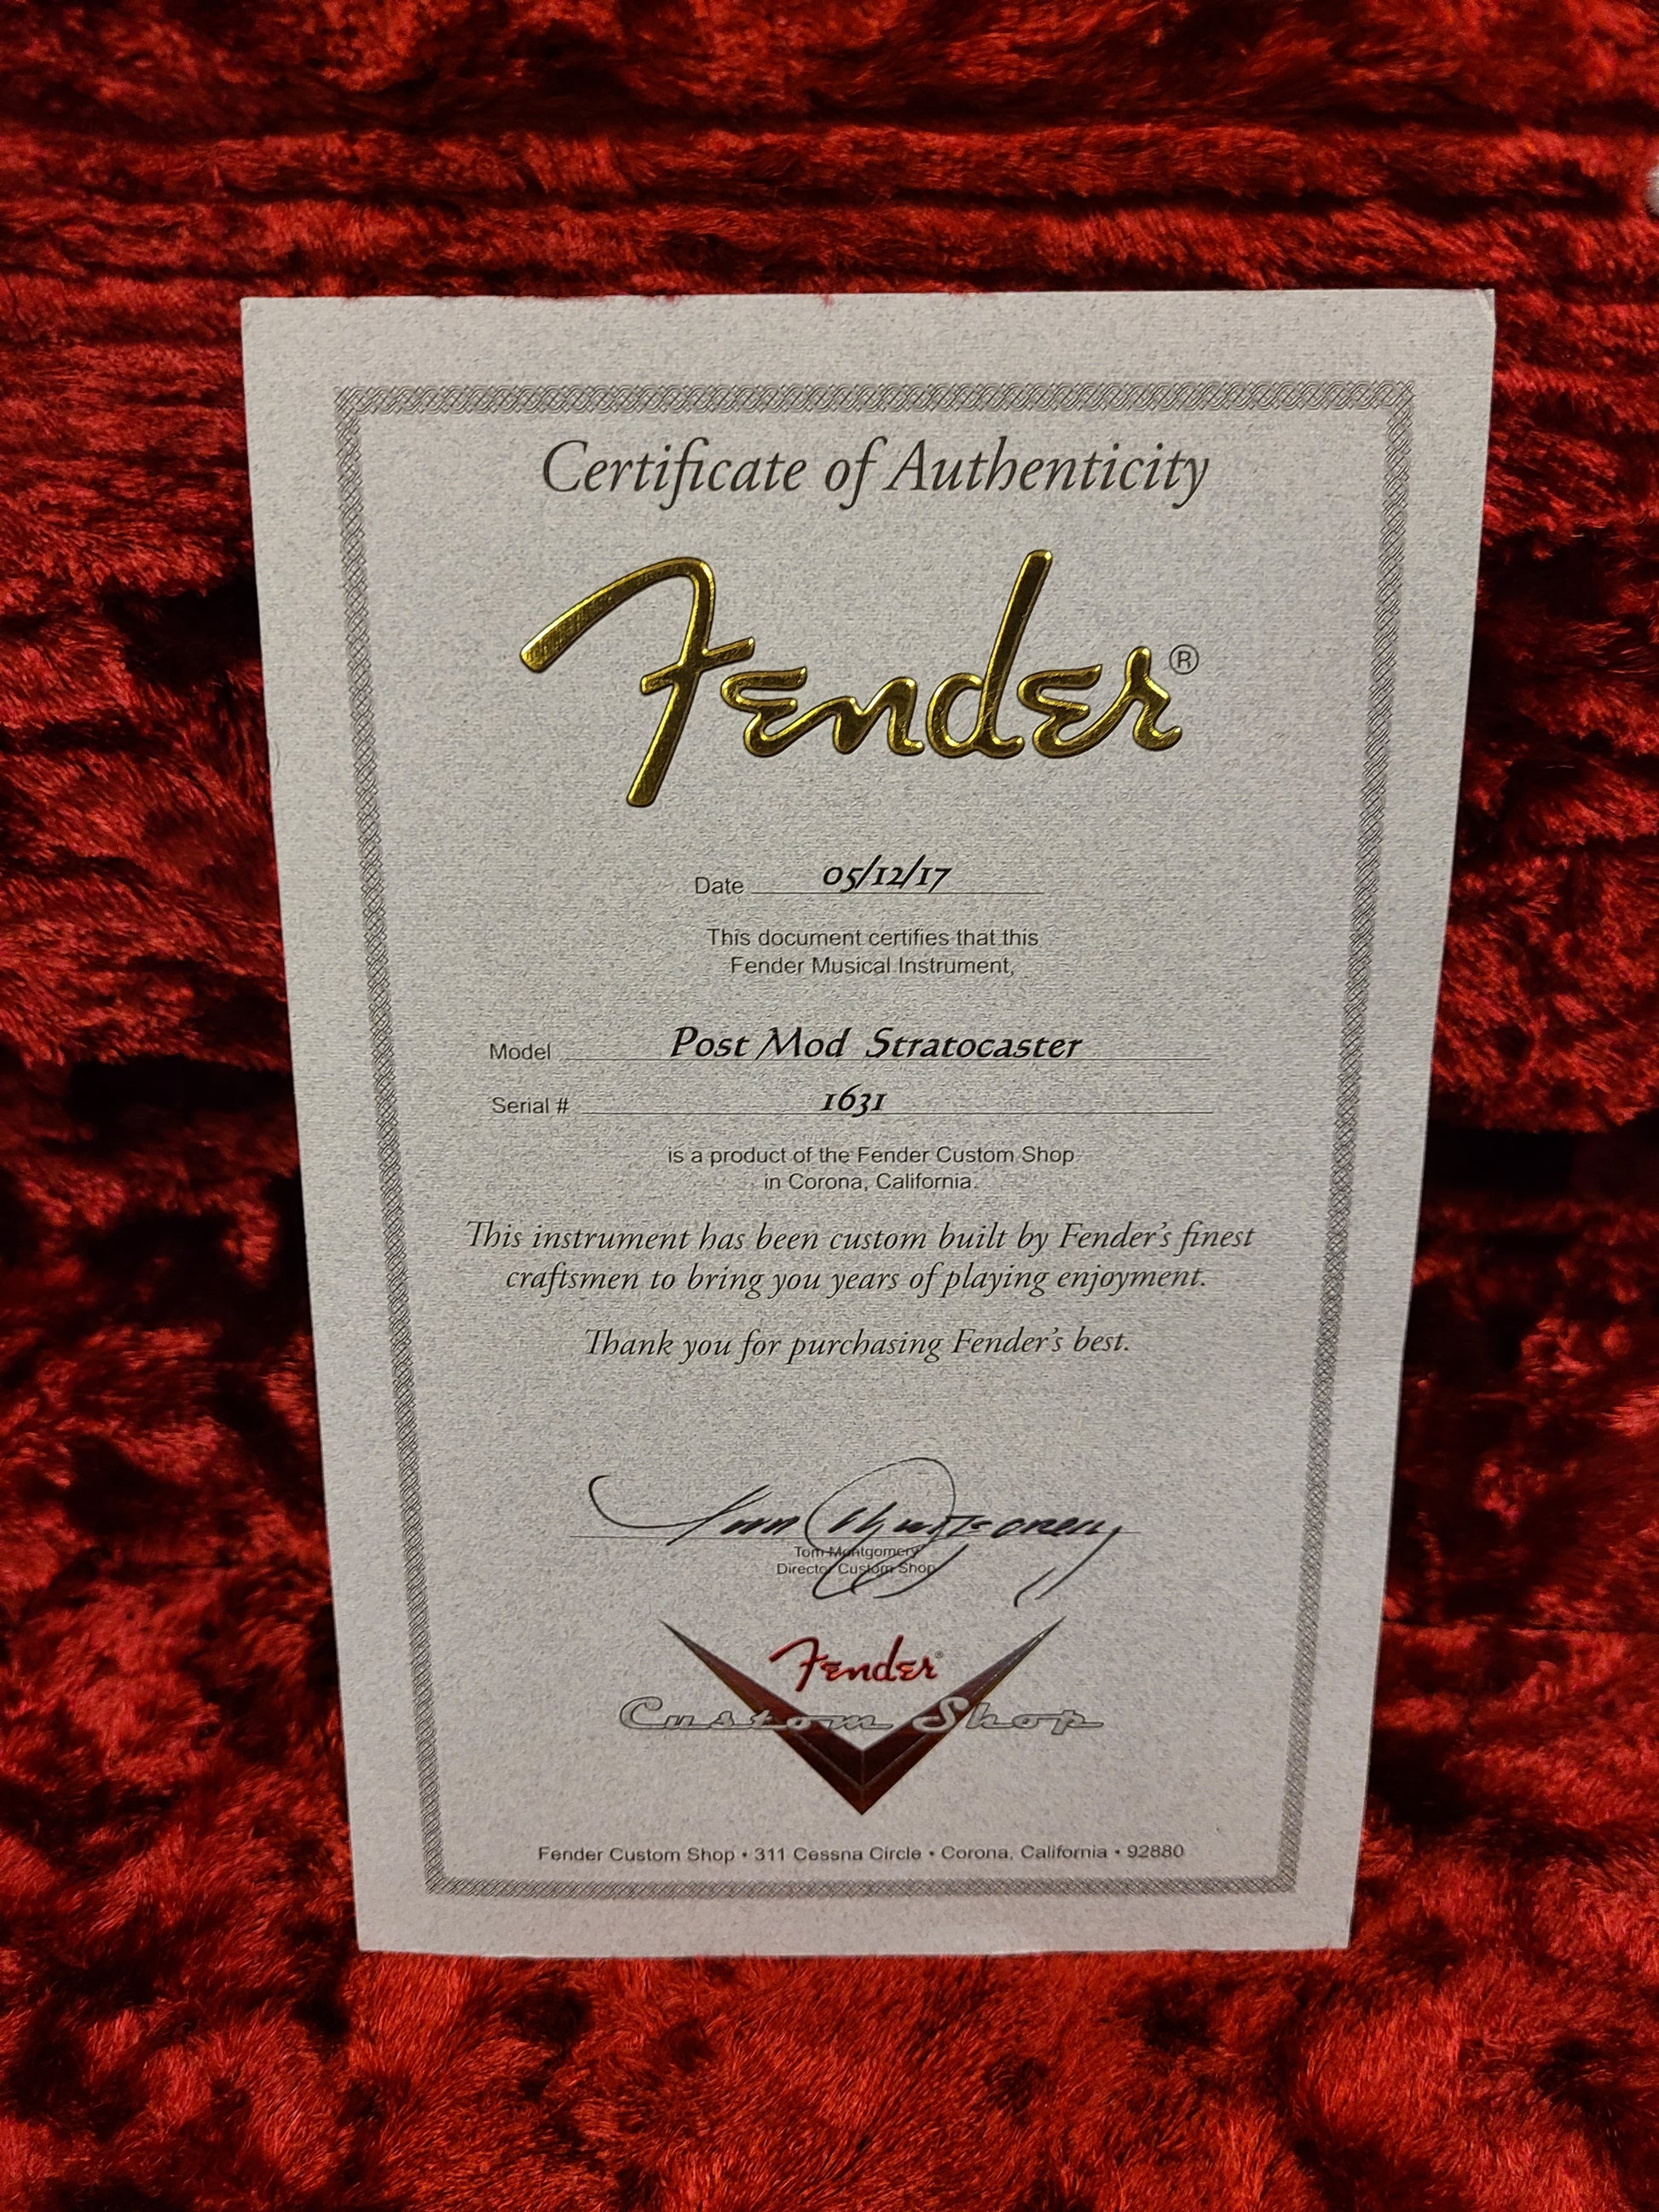 Certificate of Authenticity
Fender®
Date 05/12/17
This document certifies that this
Fender Musical Instrument,
Model Post Mod Stratocaster
Serial # 1631
is a product of the Fender Custom Shop
in Corona, California.
This instrument has been custom built by Fender's finest
craftsmen to bring you years of playing enjoyment.
Thank you for purchasing Fender's best.
Tom Montgomery
Tom Montgomery
Director Custom Shop
Fender®
Custom Shop
Fender Custom Shop • 311 Cessna Circle • Corona, California • 92880